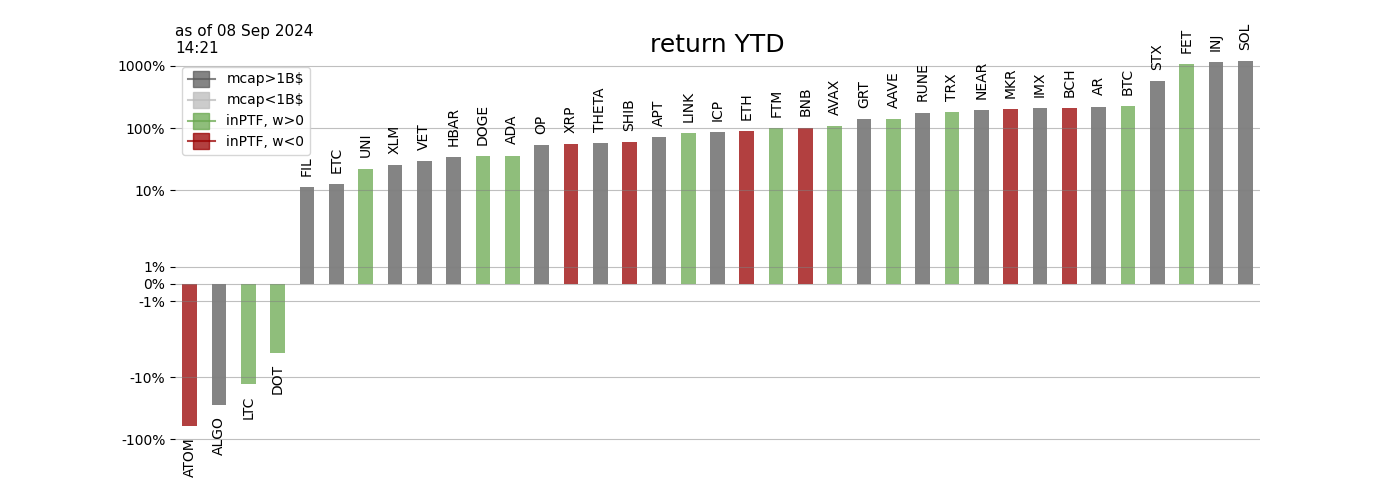 as of 08 Sep 2024
14:21
return YTD
mcap>1B$
mcap<1B$
inPTF, w>0
inPTF, w<0
1000%
100%
10%
1%
0%
-1%
-10%
-100%
ATOM
ALGO
LTC
DOT
FIL
ETC
UNI
XLM
VET
HBAR
DOGE
ADA
OP
XRP
THETA
SHIB
APT
LINK
ICP
ETH
FTM
BNB
AVAX
GRT
AAVE
RUNE
TRX
NEAR
MKR
IMX
BCH
AR
BTC
STX
FET
INJ
SOL